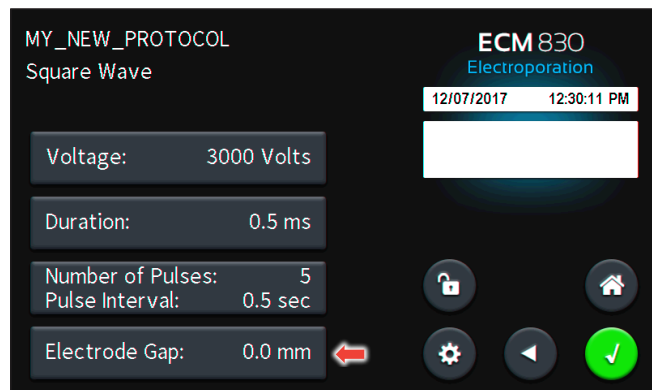 MY_NEW_PROTOCOL
Square Wave
ECM 830
Electroporation
12/07/2017 12:30:11 PM
Voltage: 3000 Volts
Duration: 0.5 ms
Number of Pulses: 5
Pulse Interval: 0.5 sec
Electrode Gap: 0.0 mm